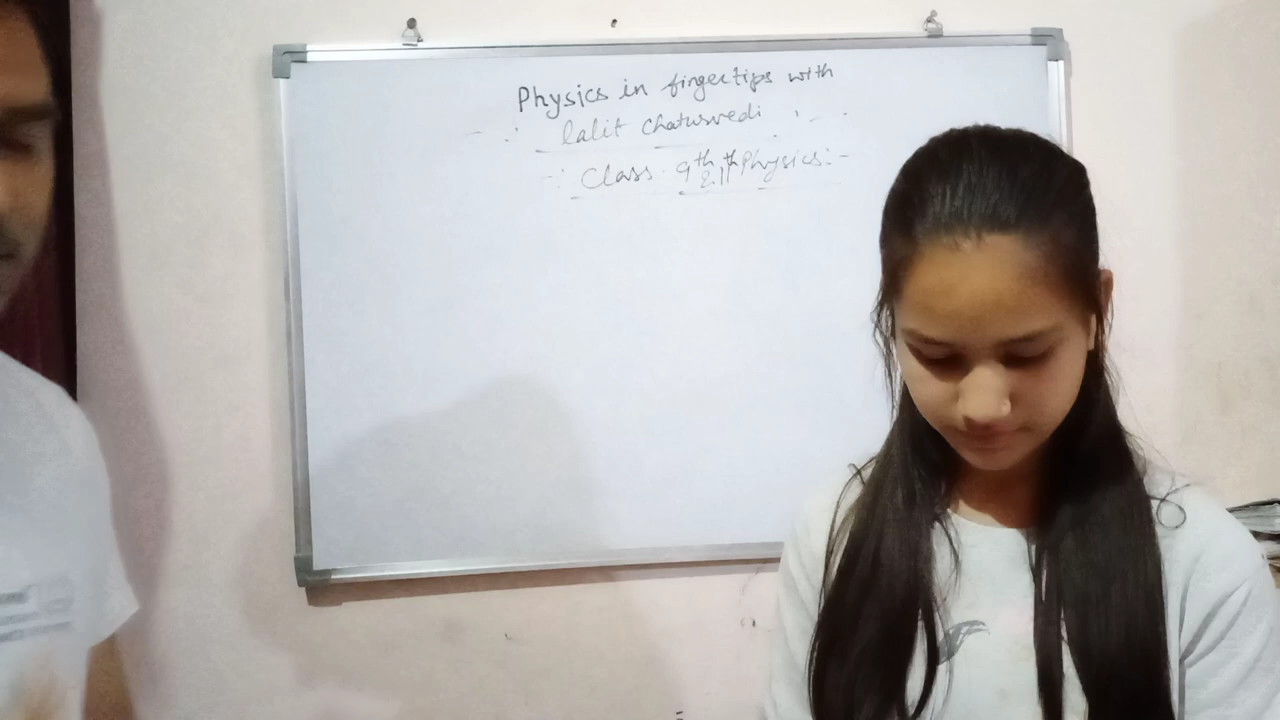 Physics in fingertips with
lalit chaturvedi
-: Class 9th & 11th Physics:-